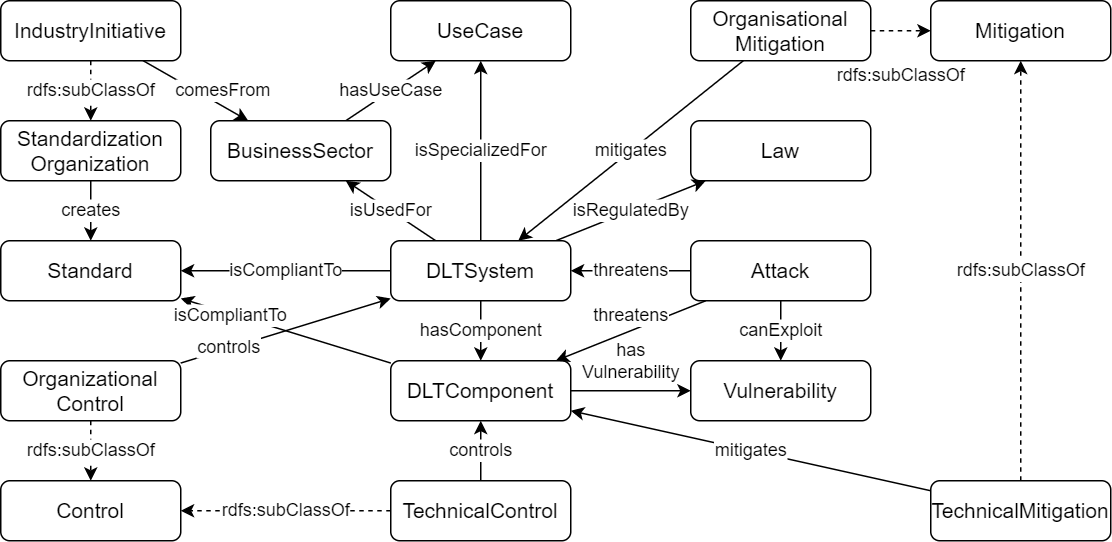 IndustryInitiative
UseCase
Organisational
Mitigation
Mitigation
rdfs:subClassOf
rdfs:subClassOf
comesFrom
hasUseCase
Standardization
Organization
BusinessSector
isSpecializedFor
mitigates
Law
creates
isUsedFor
isRegulatedBy
Standard
isCompliantTo
DLTSystem
threatens
Attack
rdfs:subClassOf
isCompliantTo
hasComponent
threatens
canExploit
controls
has
Vulnerability
Organizational
Control
DLTComponent
Vulnerability
rdfs:subClassOf
controls
mitigates
Control
rdfs:subClassOf
TechnicalControl
TechnicalMitigation